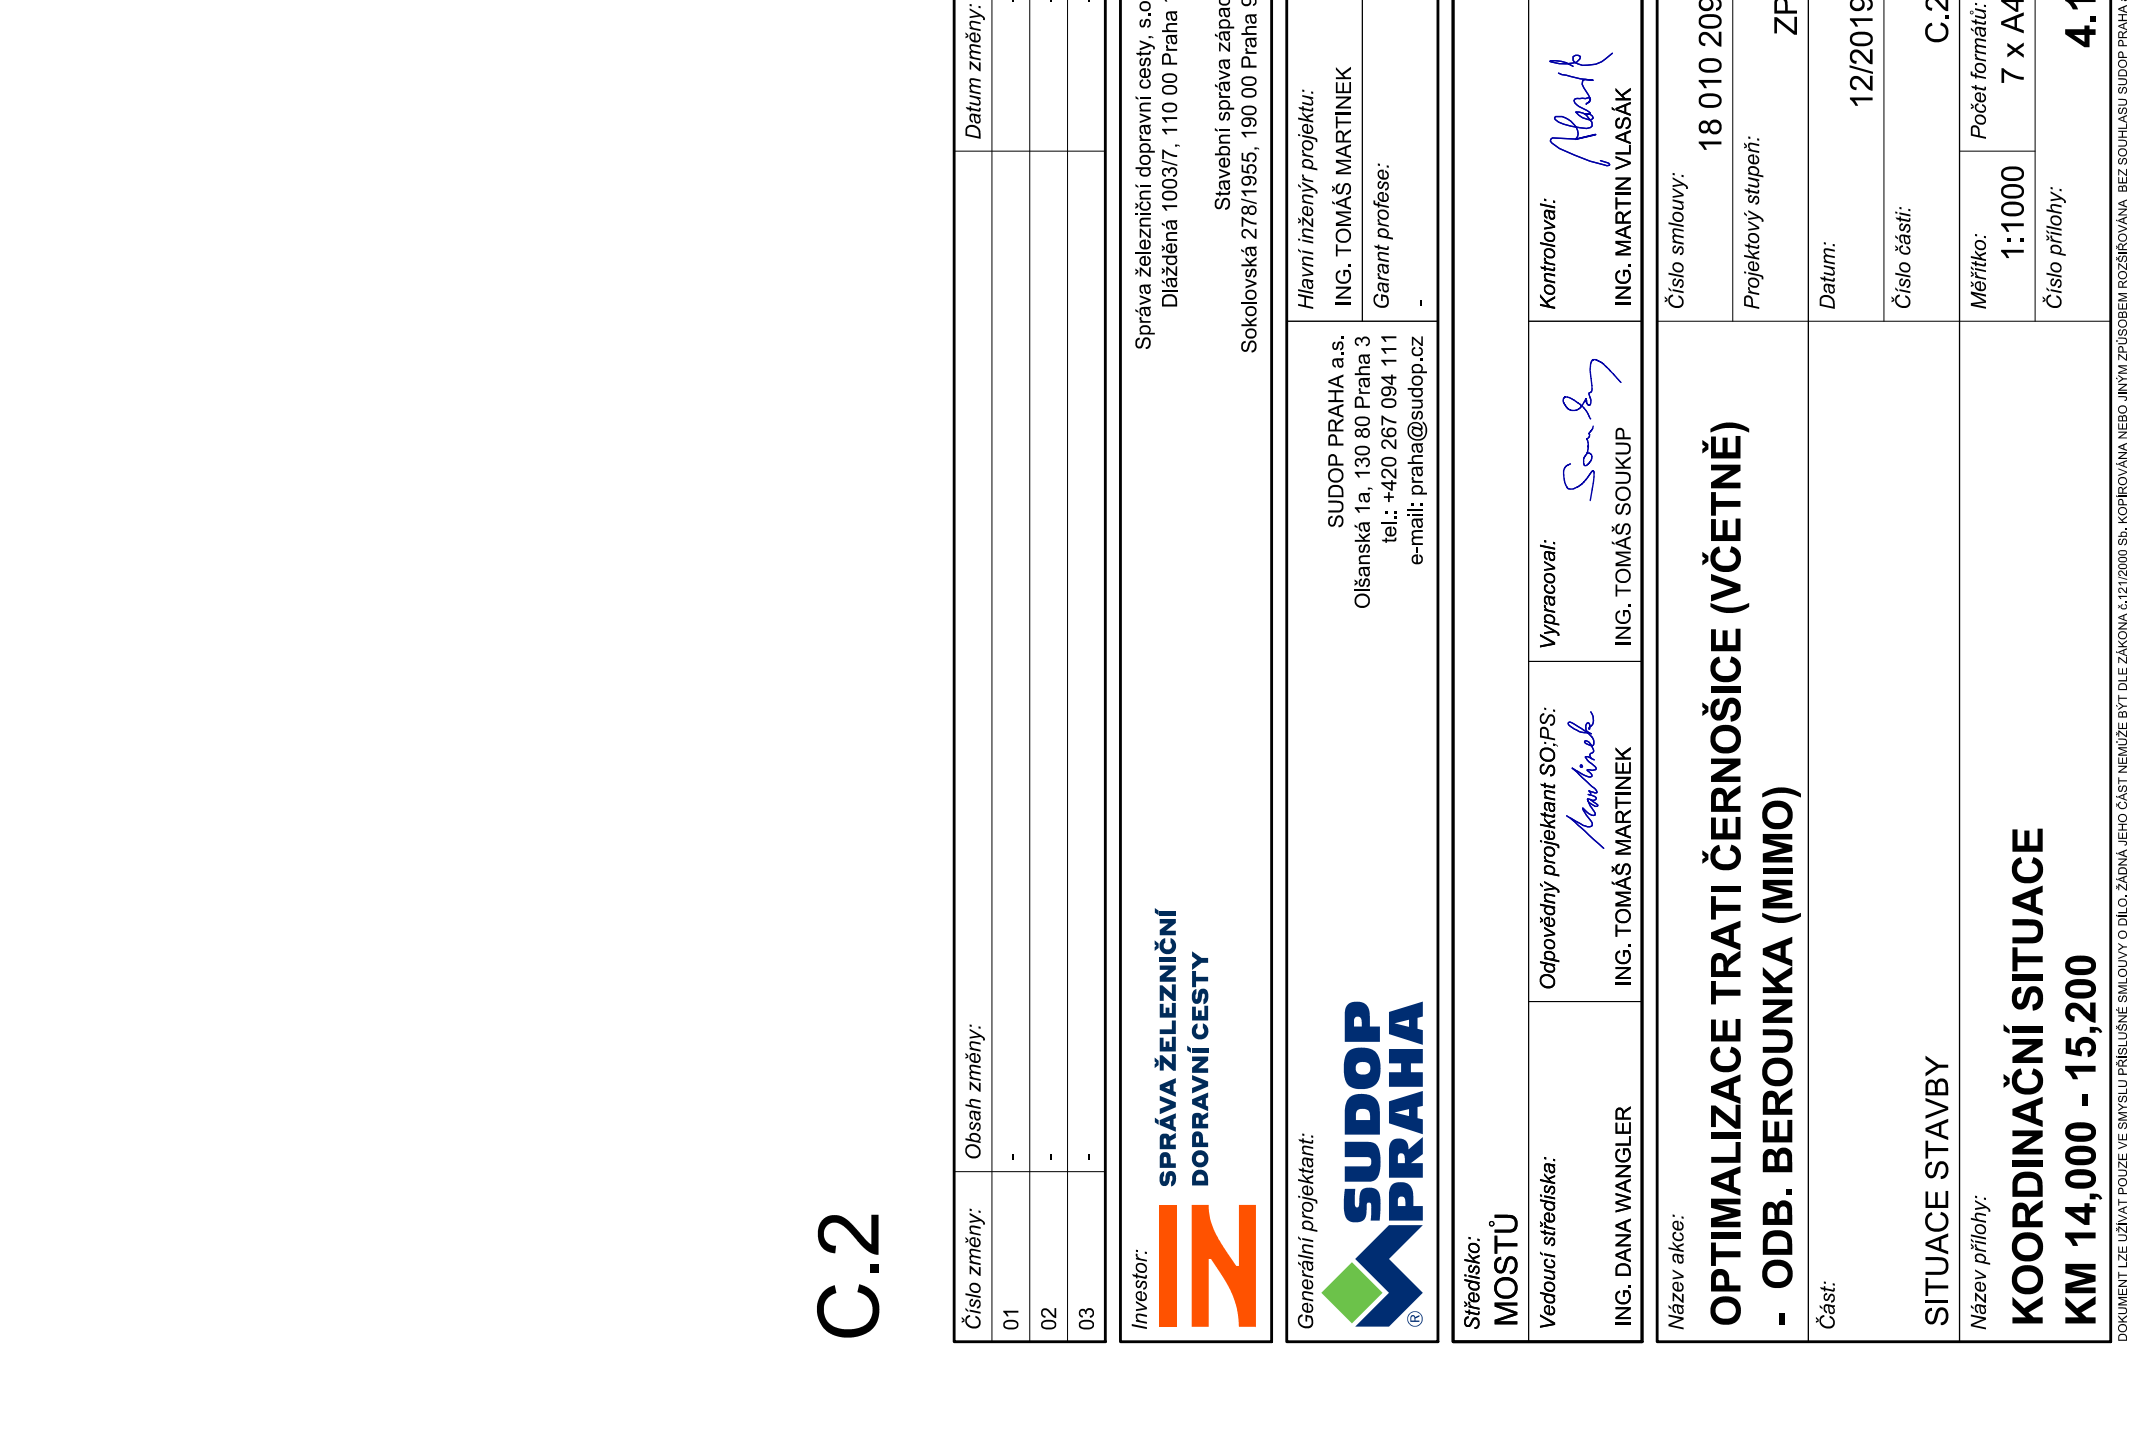 C.2
Číslo změny: Obsah změny: Datum změny:
01 - -
02 - -
03 - -
Investor:
SPRÁVA ŽELEZNIČNÍ
DOPRAVNÍ CESTY
Správa železniční dopravní cesty, s.o
Dlážděná 1003/7, 110 00 Praha 1
Stavební správa západ
Sokolovská 278/1955, 190 00 Praha 9
Generální projektant:
SUDOP
PRAHA
®
SUDOP PRAHA a.s.
Olšanská 1a, 130 80 Praha 3
tel.: +420 267 094 111
e-mail: praha@sudop.cz
Hlavní inženýr projektu:
ING. TOMÁŠ MARTINEK
Garant profese:
-
Středisko:
MOSTŮ
Vedoucí střediska:
ING. DANA WANGLER
Odpovědný projektant SO;PS:
Martinek
ING. TOMÁŠ MARTINEK
Vypracoval:
ING. TOMÁŠ SOUKUP
Kontroloval:
ING. MARTIN VLASÁK
Název akce:
OPTIMALIZACE TRATI ČERNOŠICE (VČETNĚ)
- ODB. BEROUNKA (MIMO)
Číslo smlouvy:
18 010 209
Projektový stupeň:
ZP
Část:
SITUACE STAVBY
Datum:
12/2019
Číslo části:
C.2
Název přílohy:
KOORDINAČNÍ SITUACE
KM 14,000 - 15,200
Měřítko:
1:1000
Počet formátů:
7 x A4
Číslo přílohy:
4.1
DOKUMENT LZE UŽÍVAT POUZE VE SMYSLU PŘÍSLUŠNÉ SMLOUVY O DÍLO. ŽÁDNÁ JEHO ČÁST NEMŮŽE BÝT DLE ZÁKONA č.121/2000 Sb. KOPÍROVÁNA NEBO JINÝM ZPŮSOBEM ROZŠIŘOVÁNA BEZ SOUHLASU SUDOP PRAHA